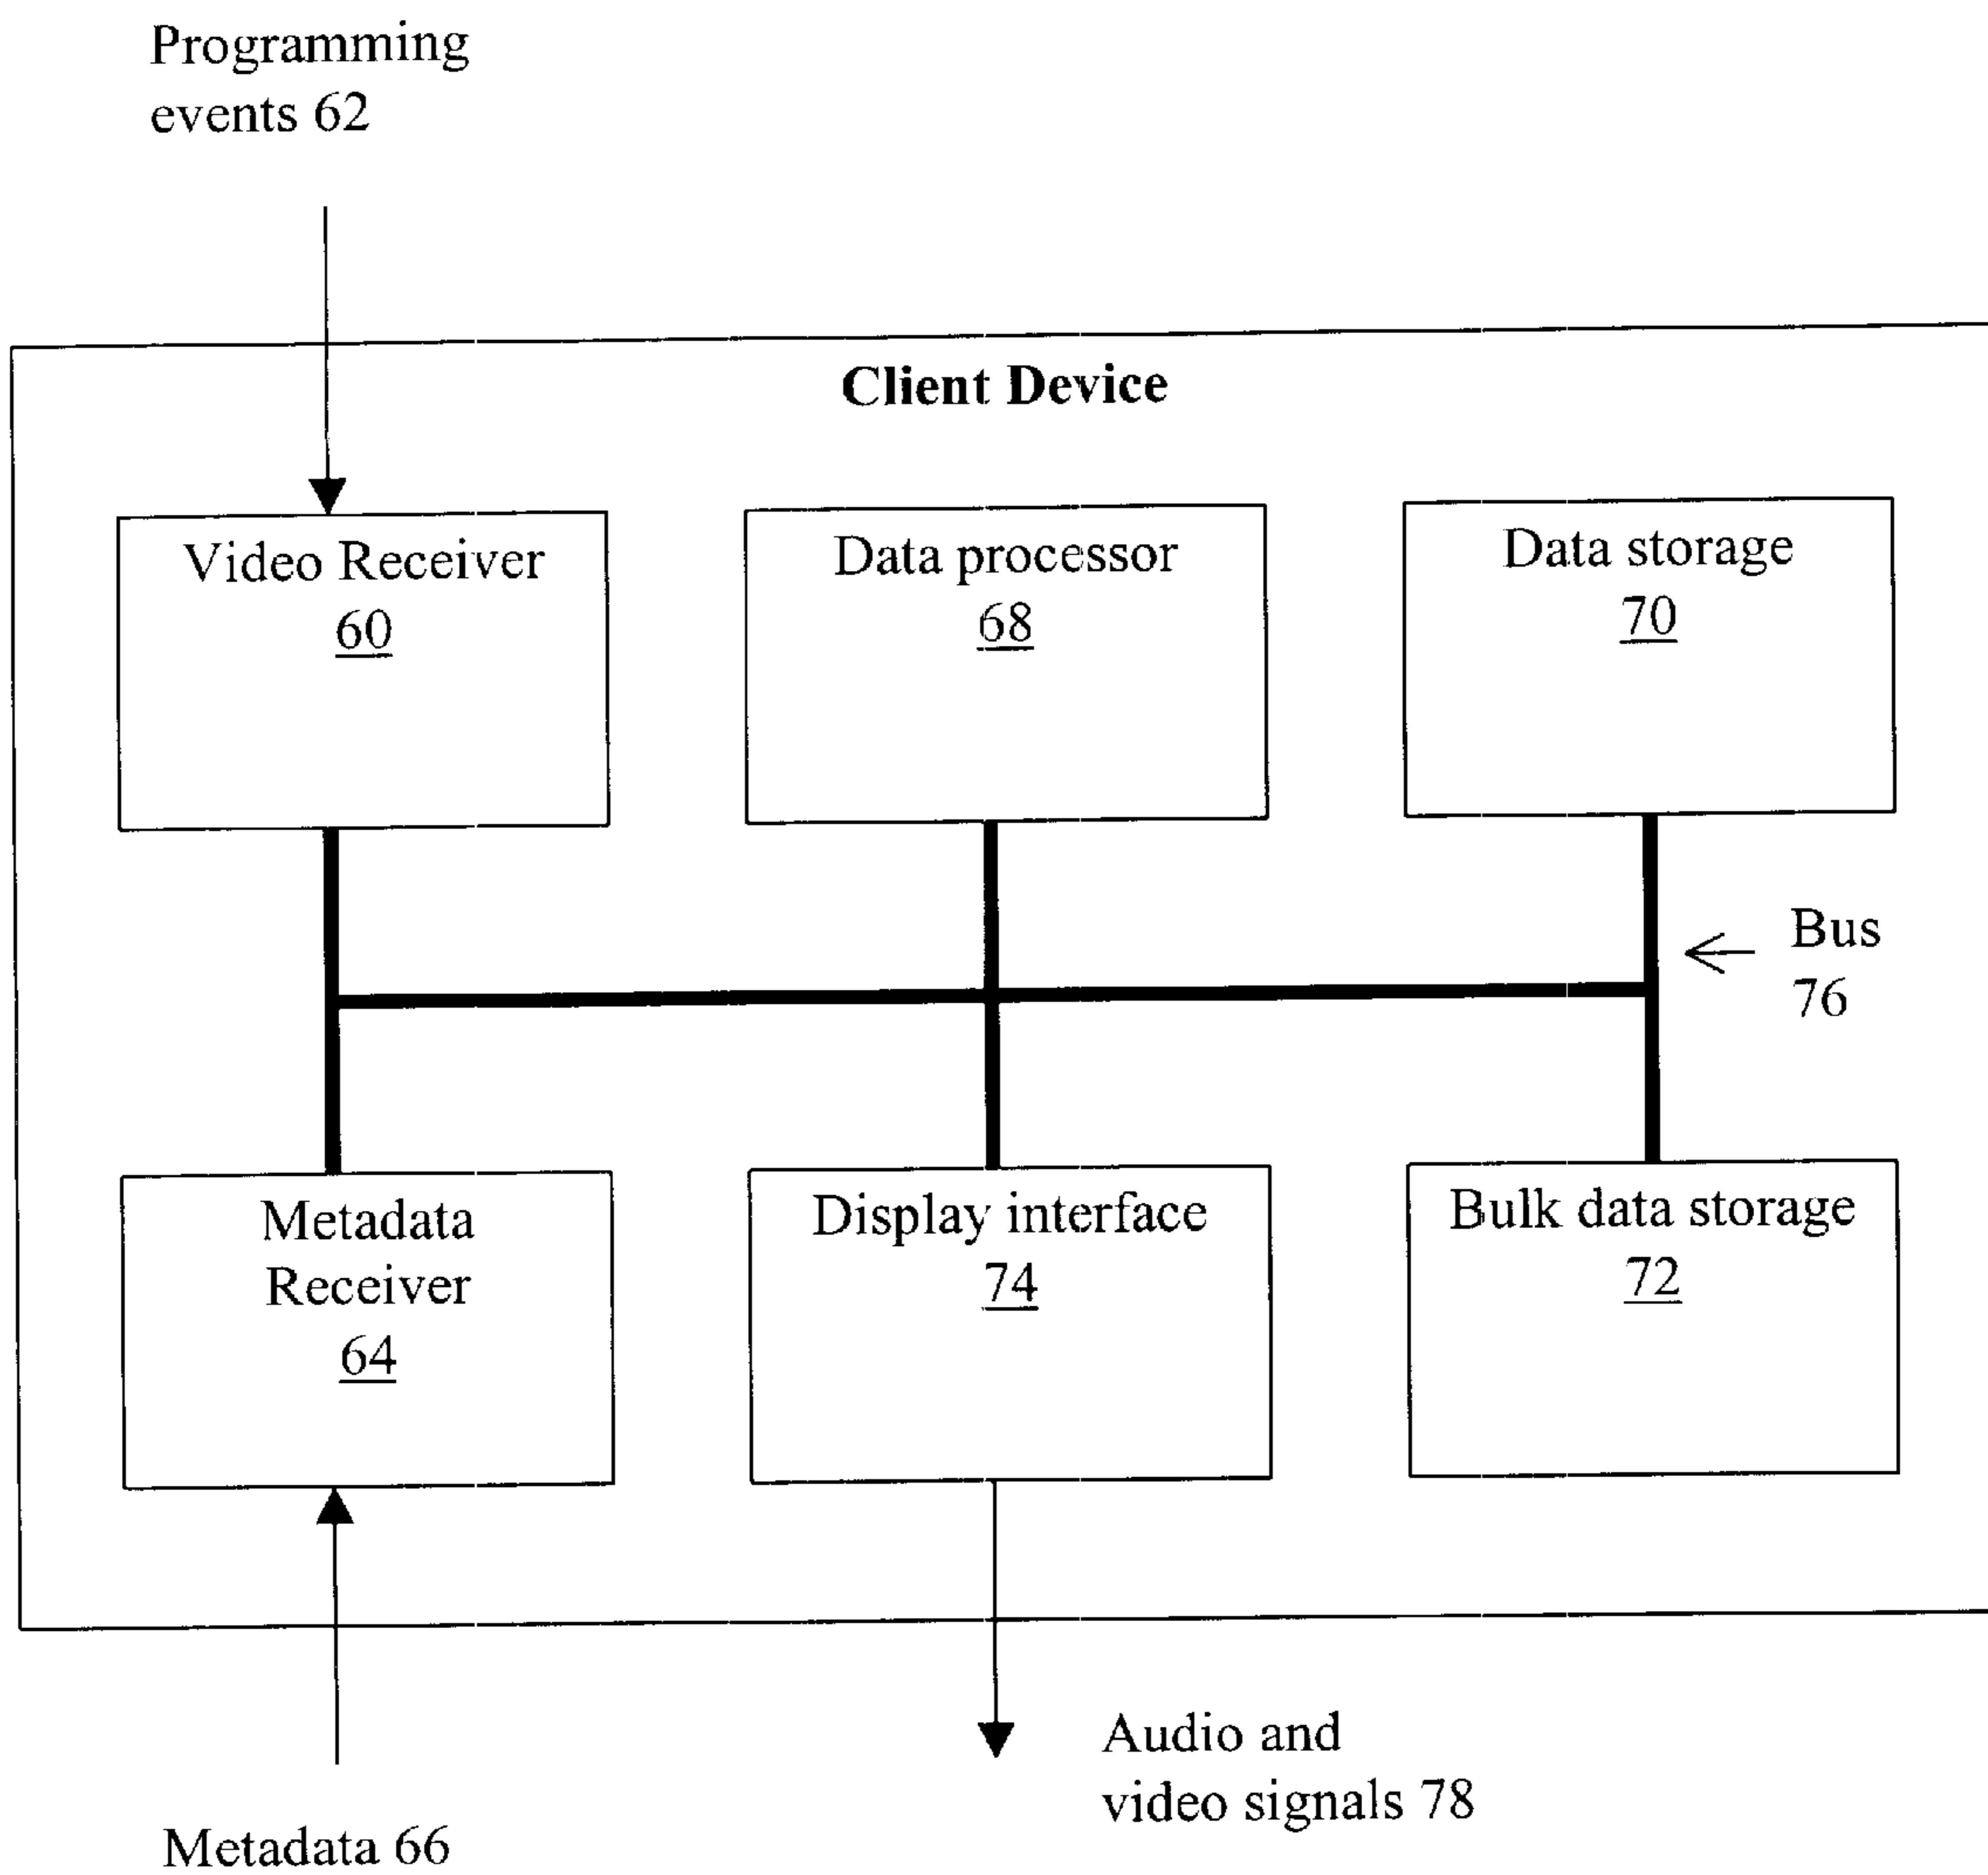 Programming
events 62
Client Device
Video Receiver
60
Data processor
68
Data storage
70
Bus
76
Metadata
Receiver
64
Display interface
74
Bulk data storage
72
Audio and
video signals 78
Metadata 66